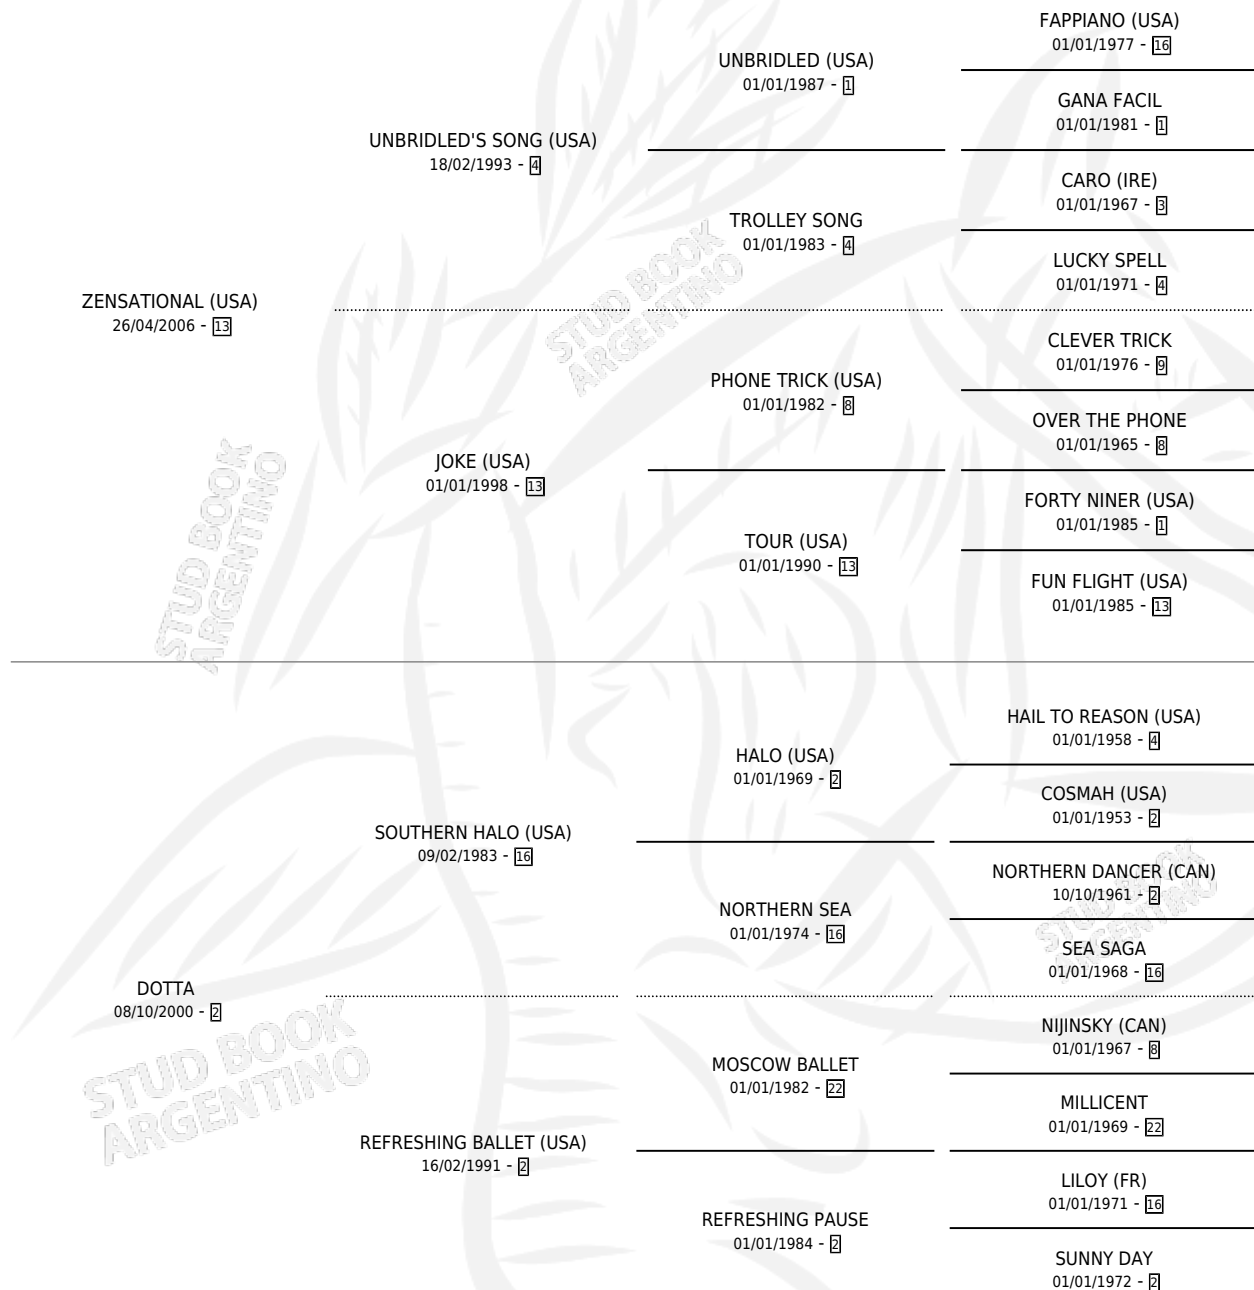 FAPPIANO (USA)
01/01/1977 - 16
UNBRIDLED (USA)
01/01/1987 - 1
GANA FACIL
01/01/1981 - 1
UNBRIDLED'S SONG (USA)
18/02/1993 - 4
CARO (IRE)
01/01/1967 - 3
TROLLEY SONG
01/01/1983 - 4
LUCKY SPELL
01/01/1971 - 4
ZENSATIONAL (USA)
26/04/2006 - 13
STUD BOOK
ARGENTINO
CLEVER TRICK
01/01/1976 - 9
PHONE TRICK (USA)
01/01/1982 - 8
OVER THE PHONE
01/01/1965 - 8
JOKE (USA)
01/01/1998 - 13
FORTY NINER (USA)
01/01/1985 - 1
TOUR (USA)
01/01/1990 - 13
FUN FLIGHT (USA)
01/01/1985 - 13
STUD BOOK
ARGENTINO
HAIL TO REASON (USA)
01/01/1958 - 4
HALO (USA)
01/01/1969 - 2
COSMAH (USA)
01/01/1953 - 2
SOUTHERN HALO (USA)
09/02/1983 - 16
NORTHERN DANCER (CAN)
10/10/1961 - 2
NORTHERN SEA
01/01/1974 - 16
STUD BOOK
ARGENTINO
SEA SAGA
01/01/1968 - 16
DOTTA
08/10/2000 - 2
NIJINSKY (CAN)
01/01/1967 - 8
MOSCOW BALLET
01/01/1982 - 22
MILLICENT
01/01/1969 - 22
STUD BOOK
ARGENTINO
REFRESHING BALLET (USA)
16/02/1991 - 2
LILOY (FR)
01/01/1971 - 16
REFRESHING PAUSE
01/01/1984 - 2
SUNNY DAY
01/01/1972 - 2